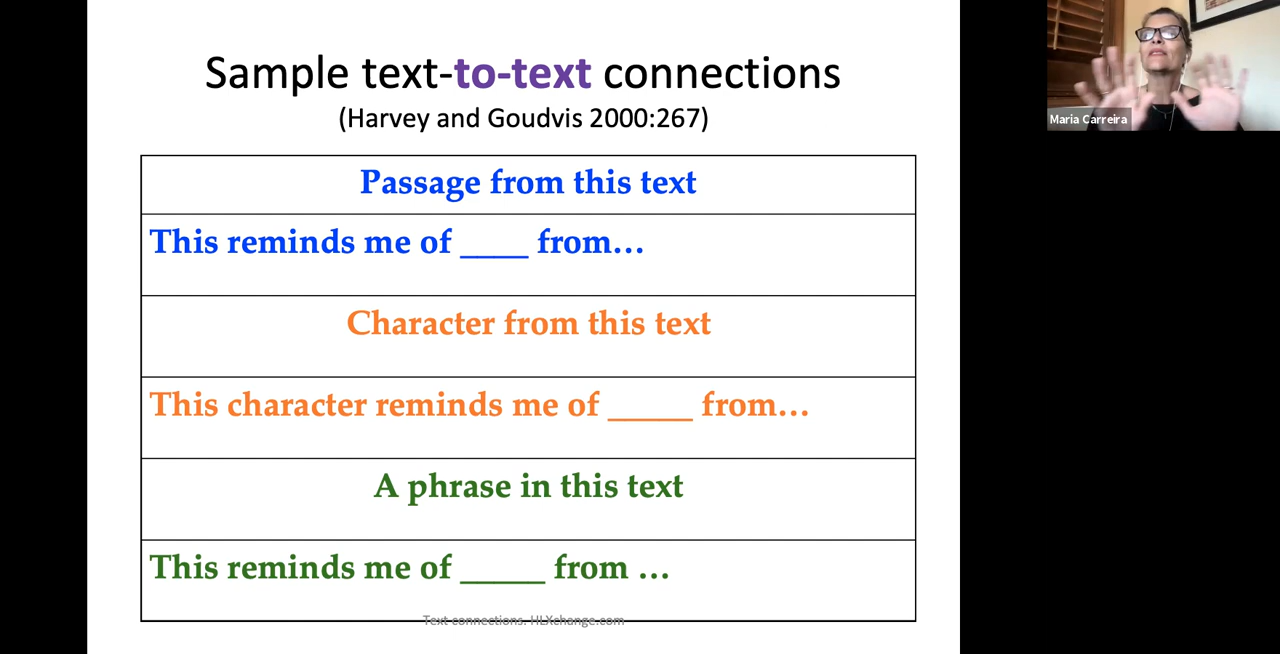 Sample text-to-text connections
(Harvey and Goudvis 2000:267)
Passage from this text
This reminds me of ____ from…
Character from this text
This character reminds me of _____ from…
A phrase in this text
This reminds me of _____ from …
Text connections. HLXchange.com
Maria Carreira